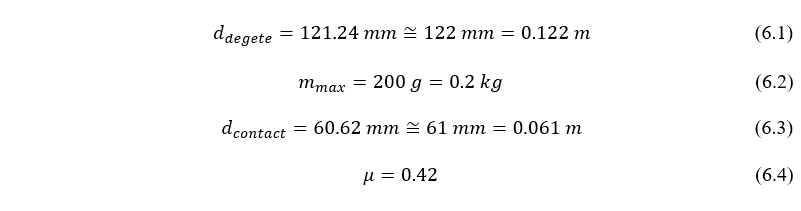 d_degete = 121.24 mm ≅ 122 mm = 0.122 m (6.1)
m_max = 200 g = 0.2 kg (6.2)
d_contact = 60.62 mm ≅ 61 mm = 0.061 m (6.3)
μ = 0.42 (6.4)